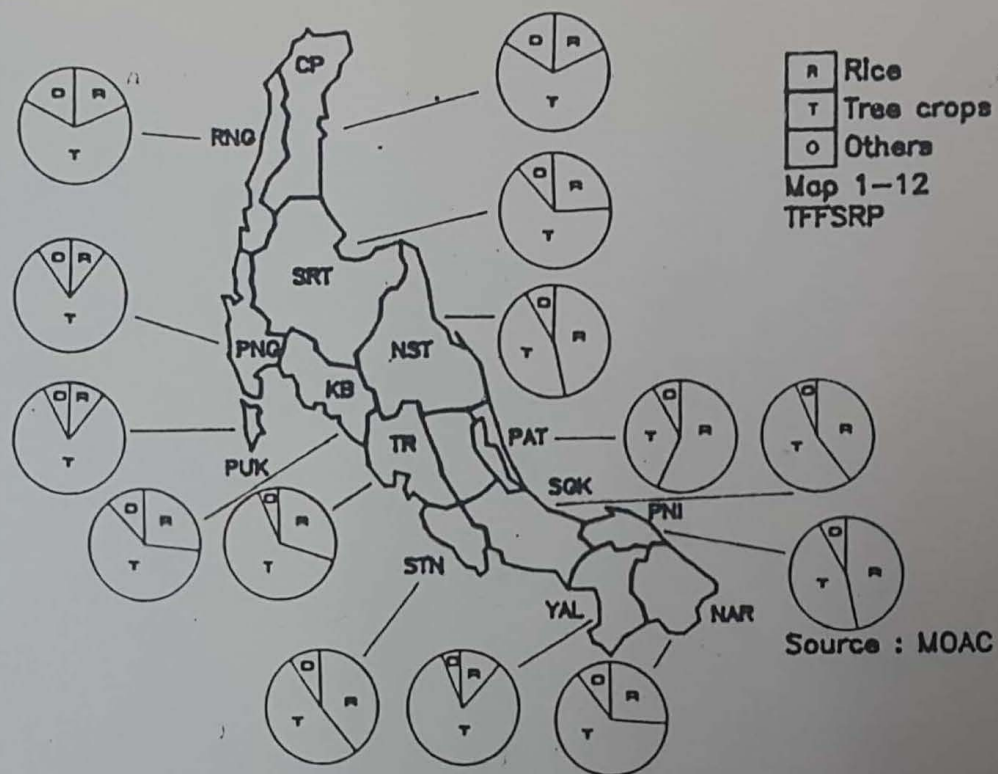 CP
RNG
SRT
PNG
KB
NST
PUK
TR
PAT
SGK
PNI
STN
YAL
NAR
O R T
O R T
O R T
O R T
O R T
O R T
O R T
O R T
O R T
O R T
O R T
O R T
O R T
O R T
R Rice
T Tree crops
O Others
Map 1-12
TFFSRP
Source : MOAC